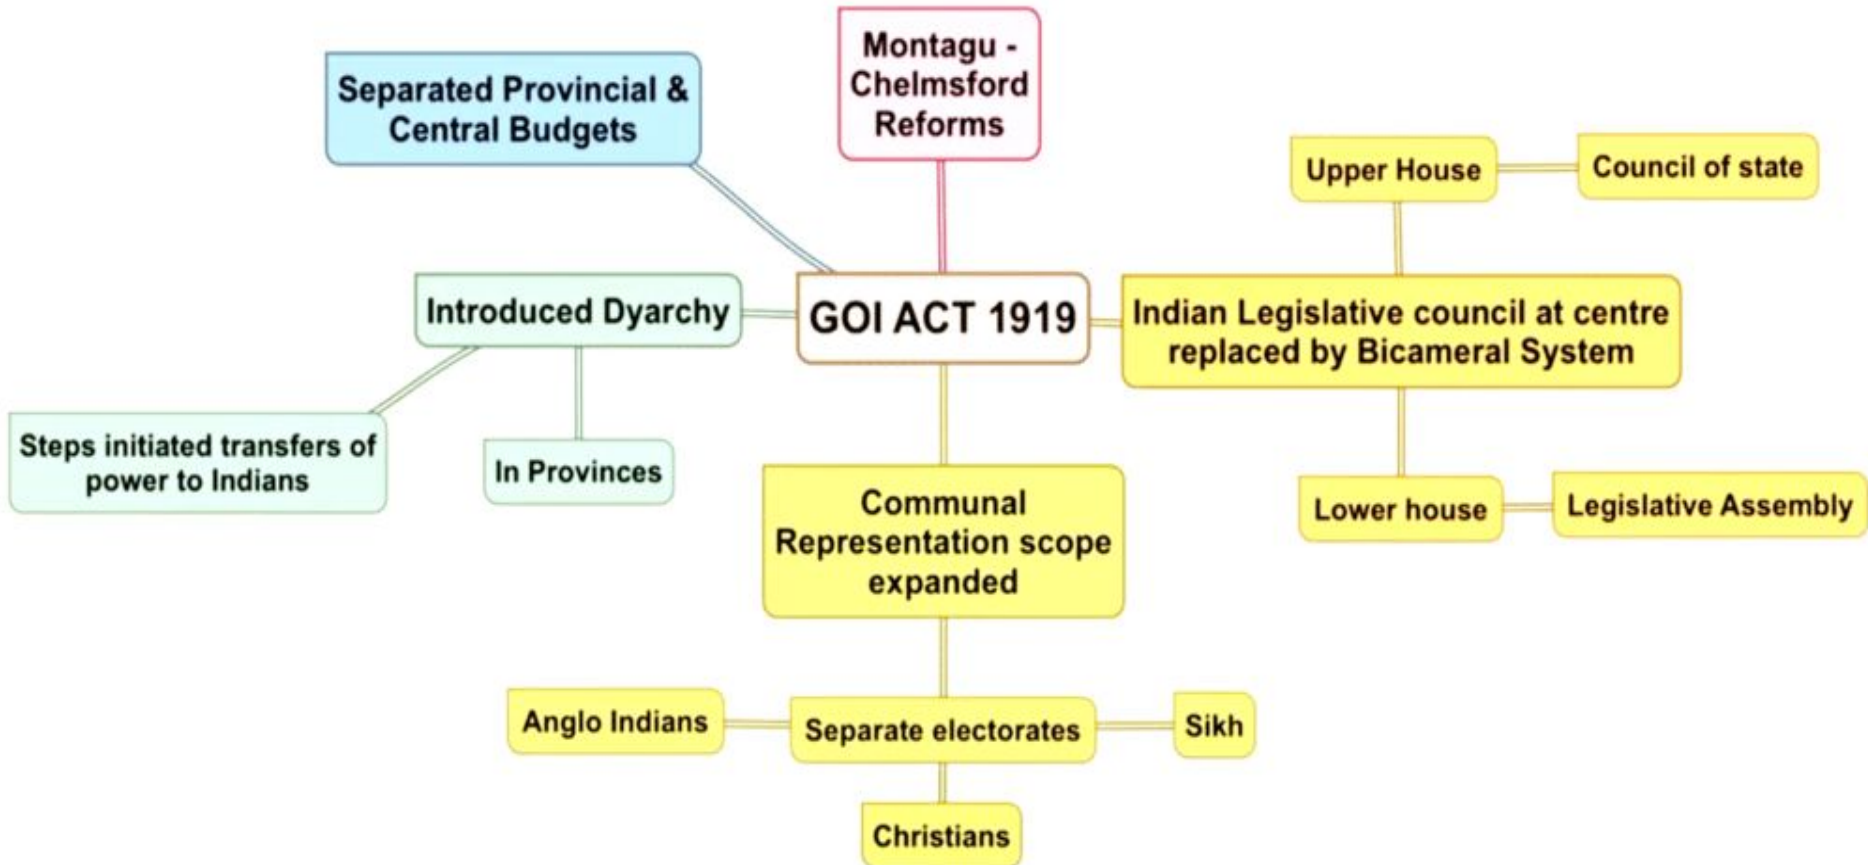 Montagu -
Chelmsford
Reforms
Separated Provincial &
Central Budgets
Upper House
Council of state
Introduced Dyarchy
GOI ACT 1919
Indian Legislative council at centre
replaced by Bicameral System
Steps initiated transfers of
power to Indians
In Provinces
Communal
Representation scope
expanded
Lower house
Legislative Assembly
Anglo Indians
Separate electorates
Sikh
Christians